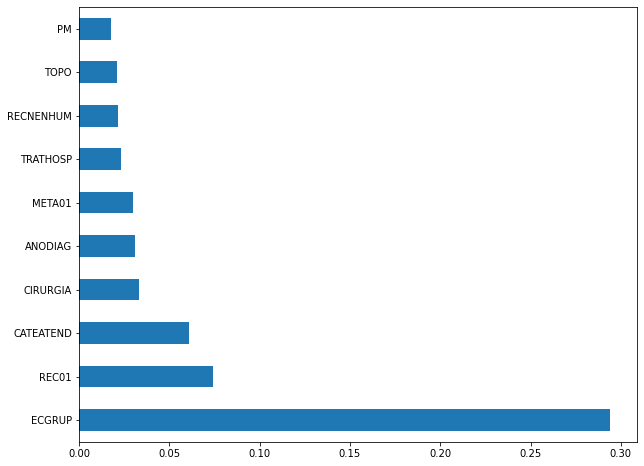 PM
TOPO
RECNENHUM
TRATHOSP
META01
ANODIAG
CIRURGIA
CATEATEND
REC01
ECGRUP
0.00 0.05 0.10 0.15 0.20 0.25 0.30